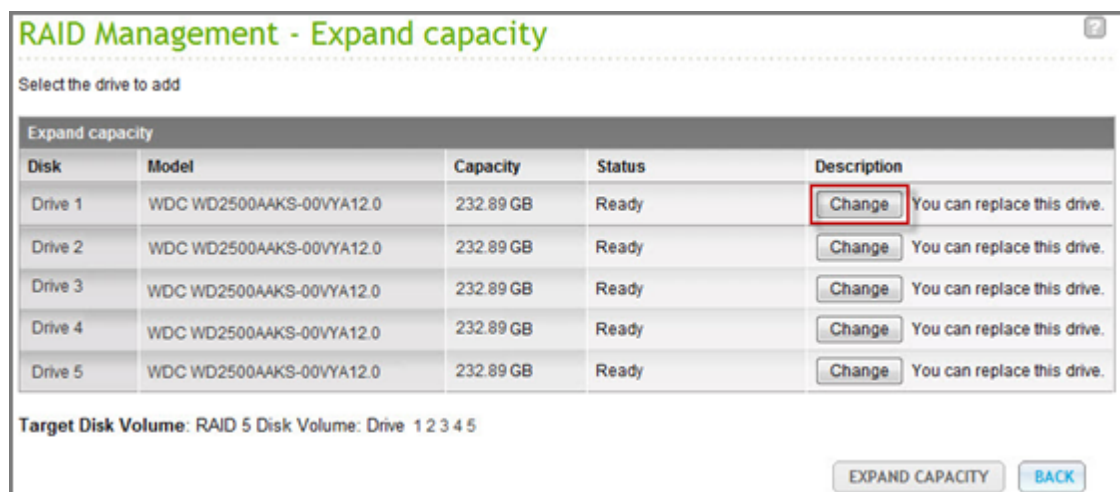 RAID Management - Expand capacity
?
Select the drive to add
Expand capacity
Disk Model Capacity Status Description
Drive 1 WDC WD2500AAKS-00VYA12.0 232.89 GB Ready Change You can replace this drive.
Drive 2 WDC WD2500AAKS-00VYA12.0 232.89 GB Ready Change You can replace this drive.
Drive 3 WDC WD2500AAKS-00VYA12.0 232.89 GB Ready Change You can replace this drive.
Drive 4 WDC WD2500AAKS-00VYA12.0 232.89 GB Ready Change You can replace this drive.
Drive 5 WDC WD2500AAKS-00VYA12.0 232.89 GB Ready Change You can replace this drive.
Target Disk Volume: RAID 5 Disk Volume: Drive 1 2 3 4 5
EXPAND CAPACITY BACK